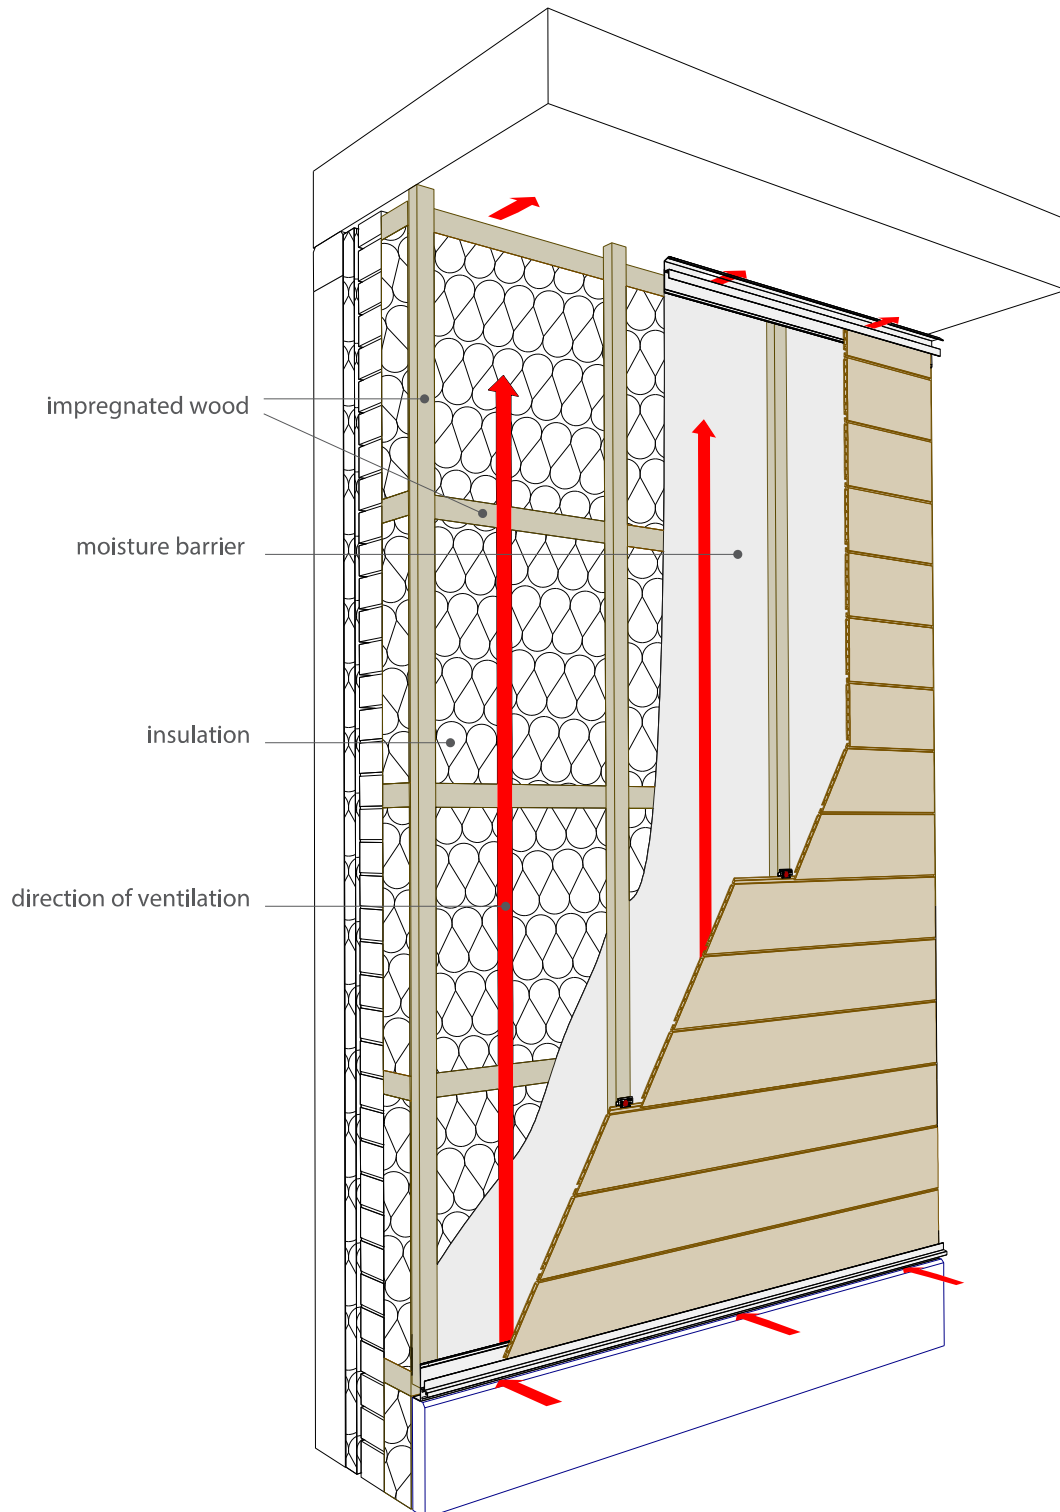 impregnated wood
moisture barrier
insulation
direction of ventilation